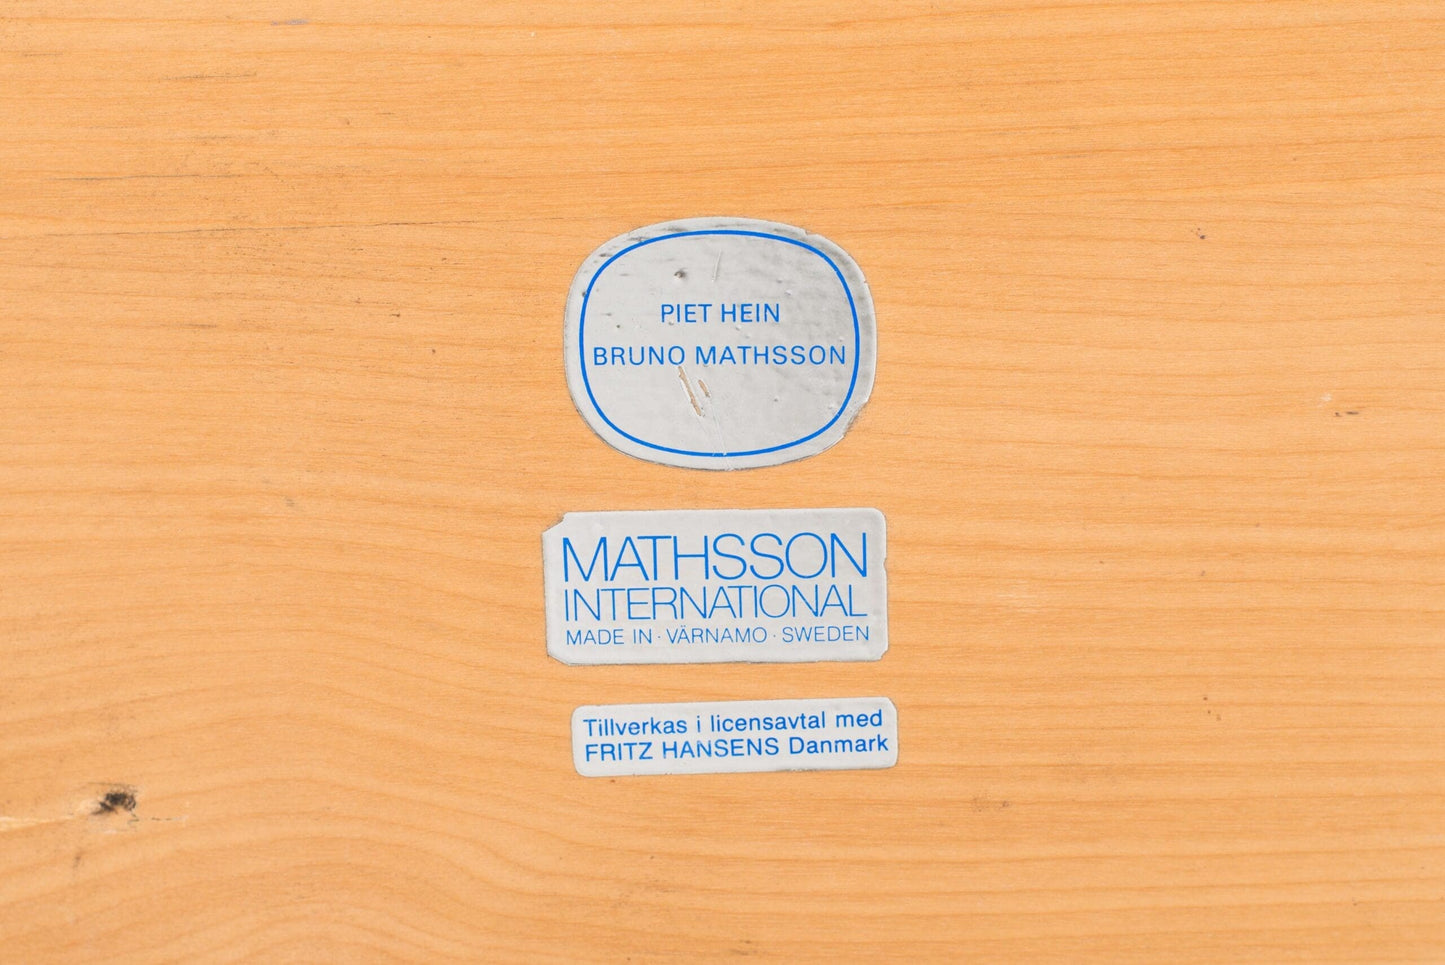 PIET HEIN
BRUNO MATHSSON
MATHSSON
INTERNATIONAL
MADE IN · VÄRNAMO · SWEDEN
Tillverkas i licensavtal med
FRITZ HANSENS Danmark